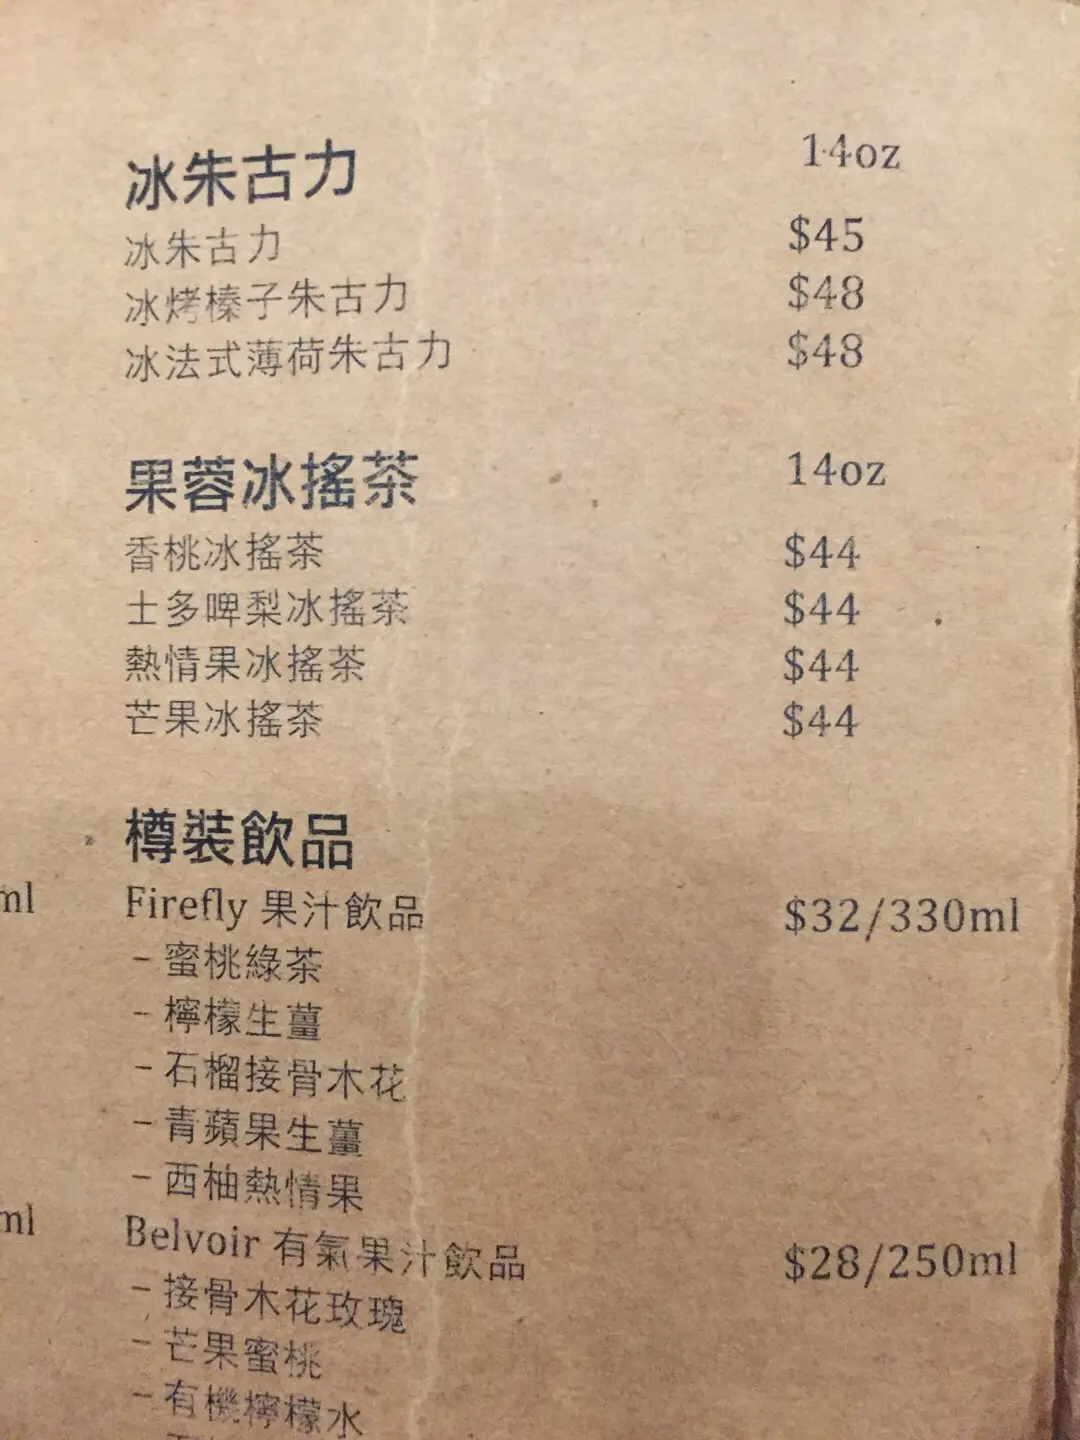 冰朱古力 14oz
冰朱古力 $45
冰烤榛子朱古力 $48
冰法式薄荷朱古力 $48
果蓉冰搖茶 14oz
香桃冰搖茶 $44
士多啤梨冰搖茶 $44
熱情果冰搖茶 $44
芒果冰搖茶 $44
樽裝飲品
ml
Firefly 果汁飲品 $32/330ml
- 蜜桃綠茶
- 檸檬生薑
- 石榴接骨木花
- 青蘋果生薑
- 西柚熱情果
ml
Belvoir 有氣果汁飲品 $28/250ml
- 接骨木花玫瑰
- 芒果蜜桃
- 有機檸檬水